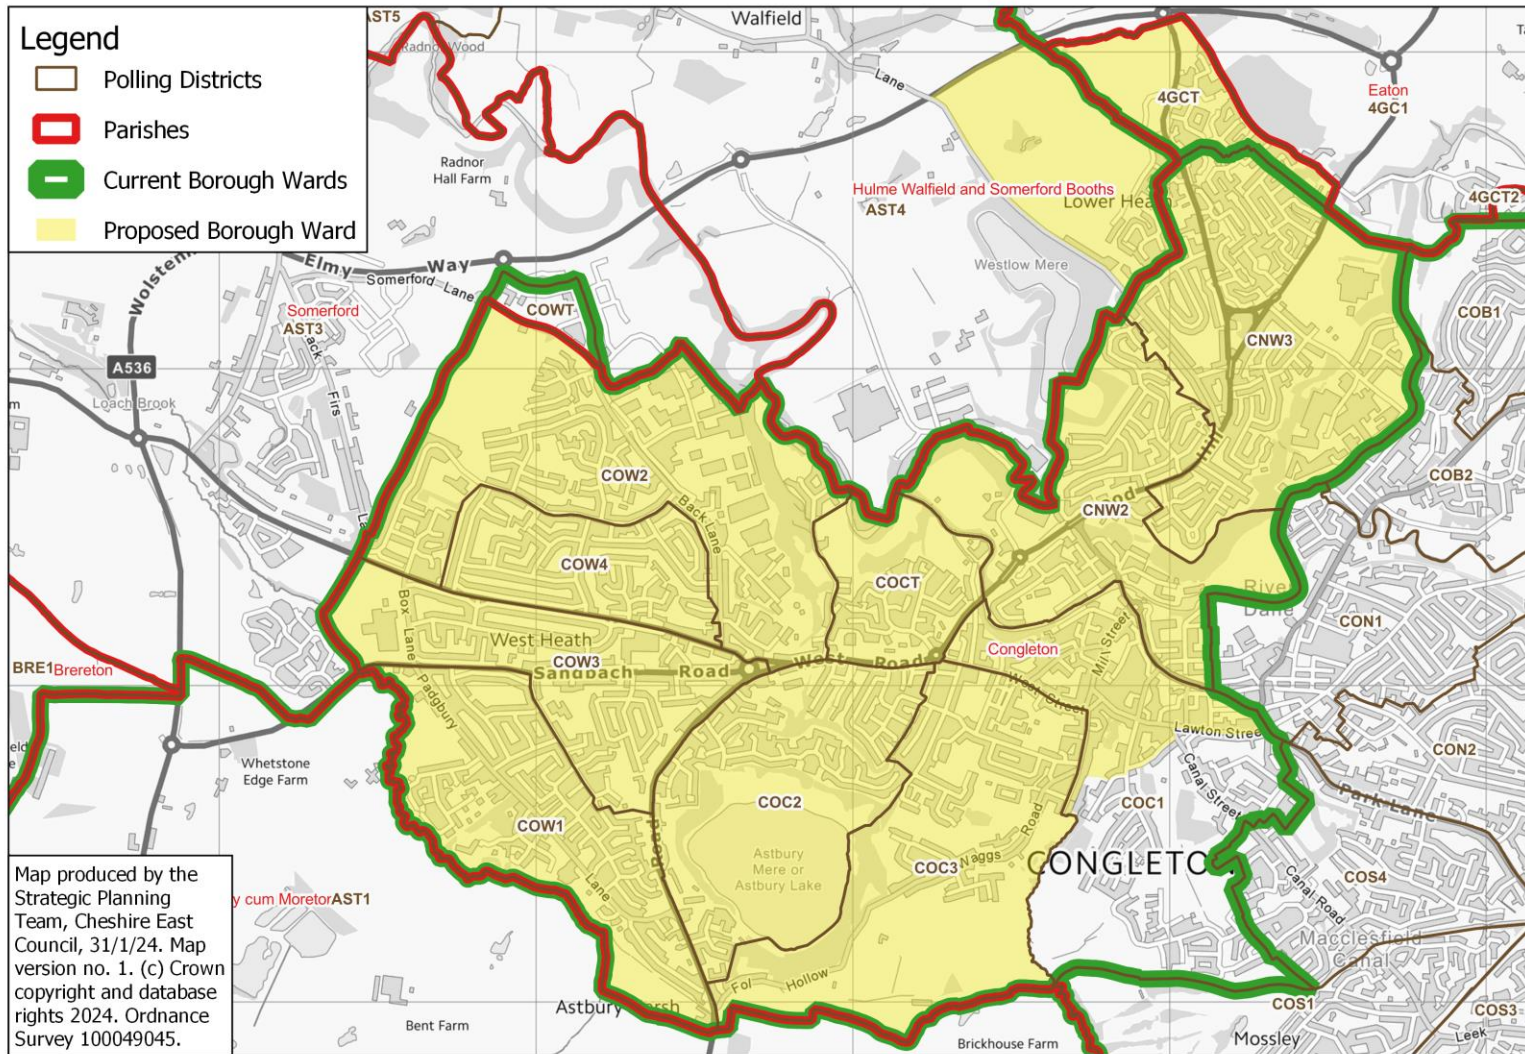 Legend
Polling Districts
Parishes
Current Borough Wards
Proposed Borough Ward
AST5
Radnor Wood
Walfield
Lane
4GCT
Eaton
4GC1
Radnor
Hall Farm
Hulme Walfield and Somerford Booths
AST4
Lower Heath
4GCT2
Elmy Way
Somerford Lane
Westlow Mere
Somerford
AST3
COWT
COB1
CNW3
A536
Loach Brook
Firs
COW2
Back Lane
COB2
CNW2
COW4
COCT
River
Dane
CON1
Box Lane
West Heath
COW3
Sandbach Road
West Road
Congleton
Mill Street
BRE1
Brereton
Padgbury
West Street
Lawton Street
Whetstone
Edge Farm
CON2
COC2
COC1
Canal Street
Park Lane
COW1
Astbury
Mere or
Astbury Lake
COC3
Road
Lane
COS4
Canal Road
y cum Moreton
AST1
Macclesfield
Canal
For Hollow
COS1
COS3
Bent Farm
Brickhouse Farm
Mossley
Leek
Map produced by the
Strategic Planning
Team, Cheshire East
Council, 31/1/24. Map
version no. 1. (c) Crown
copyright and database
rights 2024. Ordnance
Survey 100049045.